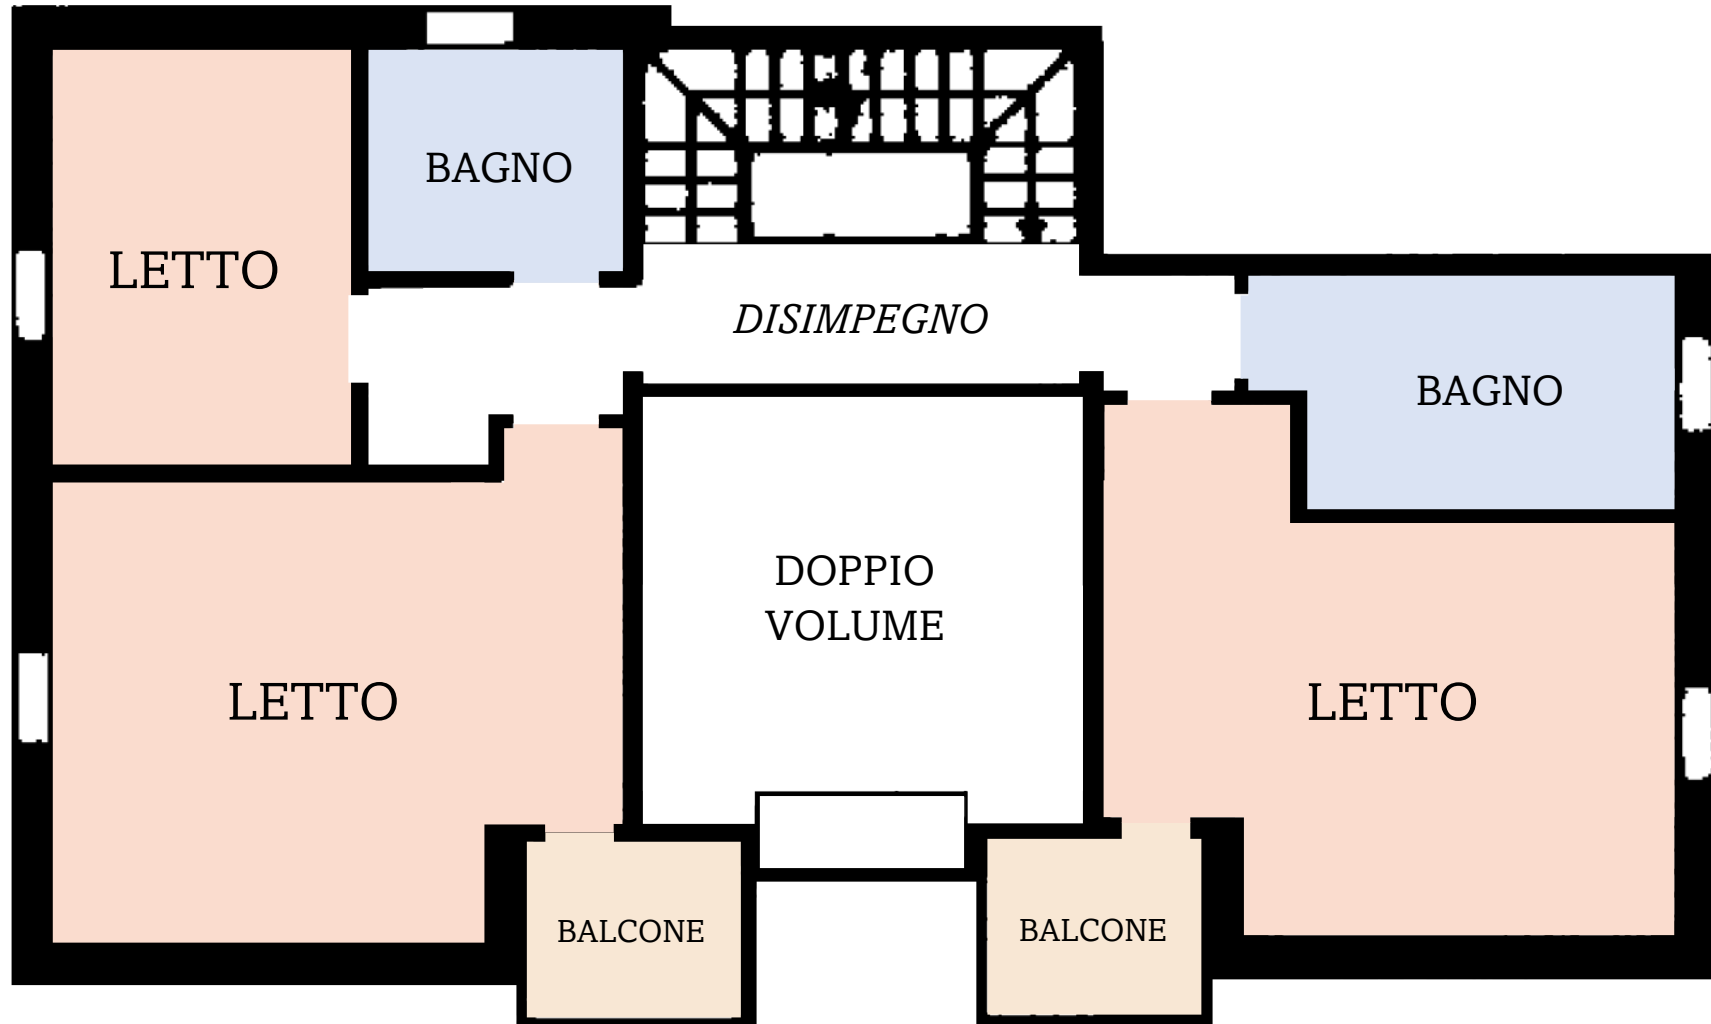 BAGNO
LETTO
DISIMPEGNO
BAGNO
DOPPIO
VOLUME
LETTO
LETTO
BALCONE
BALCONE